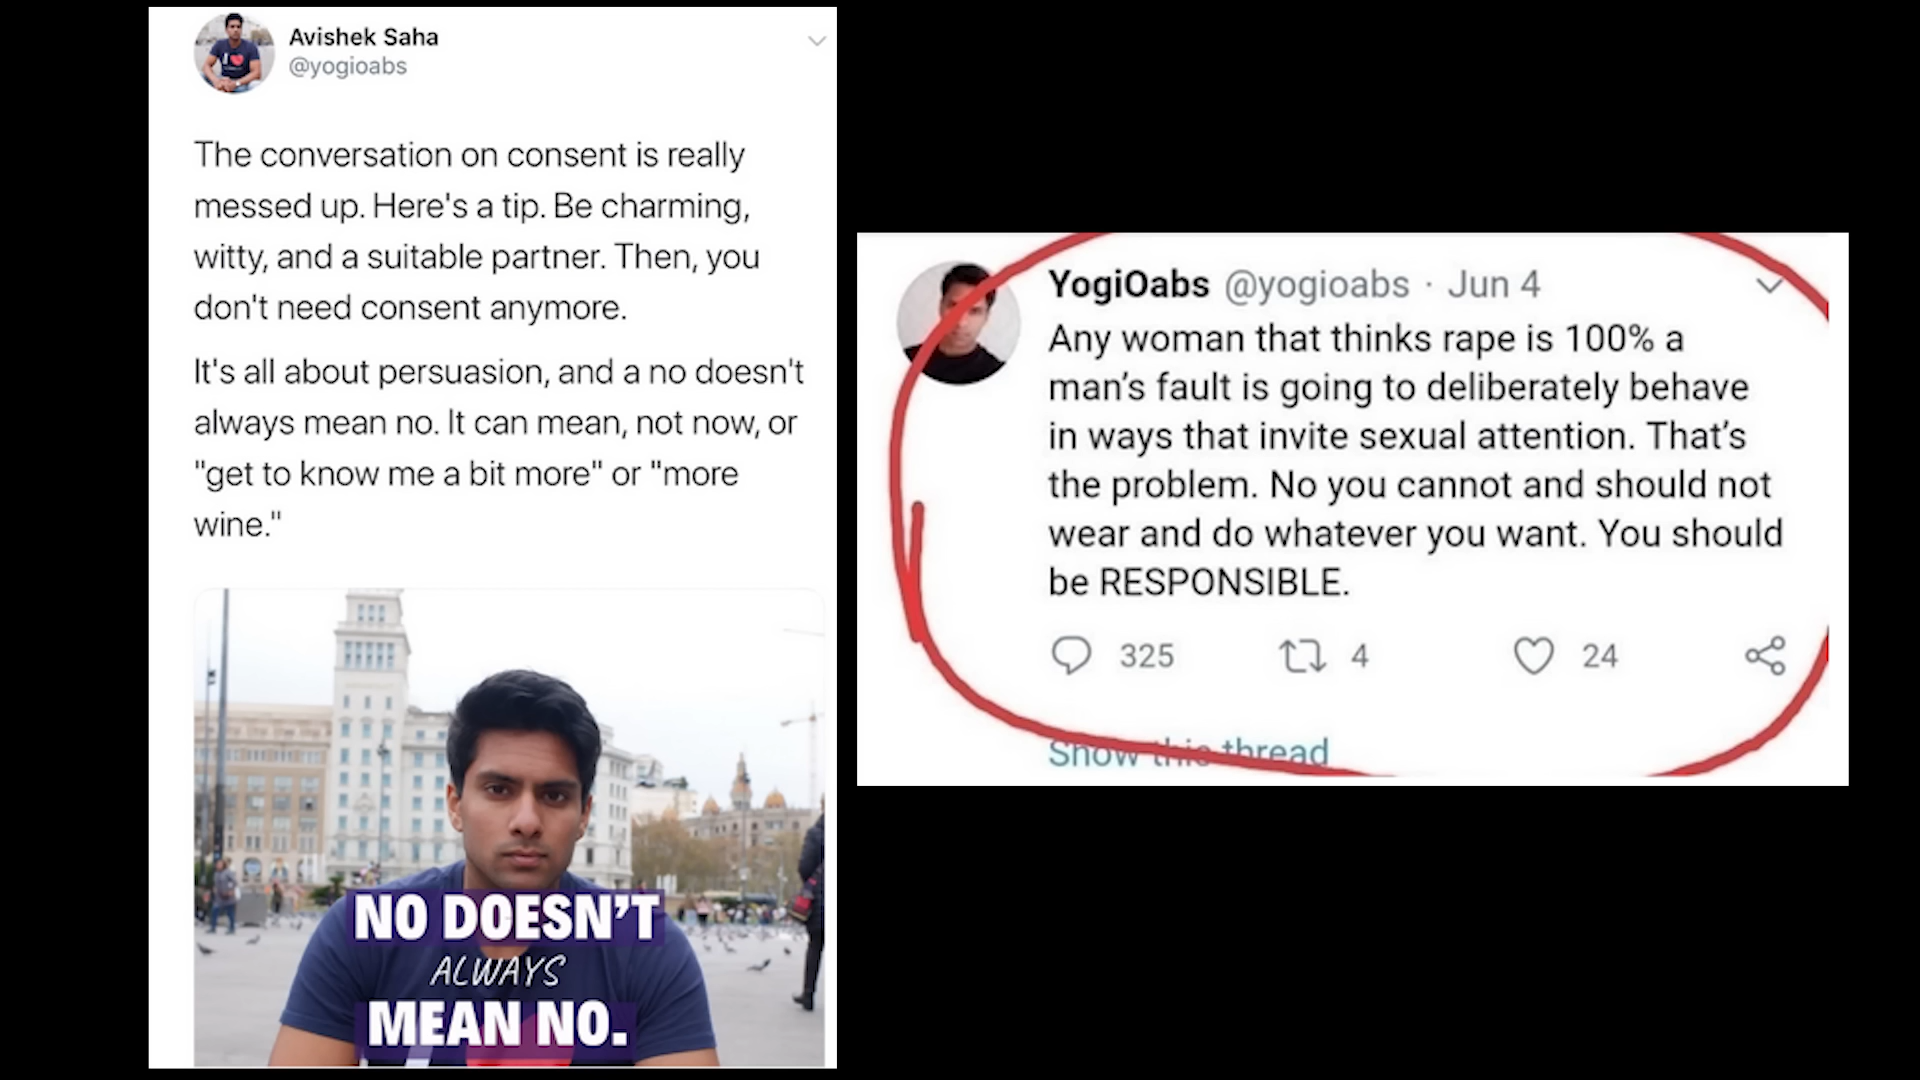 Avishek Saha
@yogioabs
The conversation on consent is really
messed up. Here's a tip. Be charming,
witty, and a suitable partner. Then, you
don't need consent anymore.
It's all about persuasion, and a no doesn't
always mean no. It can mean, not now, or
"get to know me a bit more" or "more
wine."
NO DOESN'T
ALWAYS
MEAN NO.
YogiOabs @yogioabs · Jun 4
Any woman that thinks rape is 100% a
man's fault is going to deliberately behave
in ways that invite sexual attention. That's
the problem. No you cannot and should not
wear and do whatever you want. You should
be RESPONSIBLE.
325 4 24
Show this thread